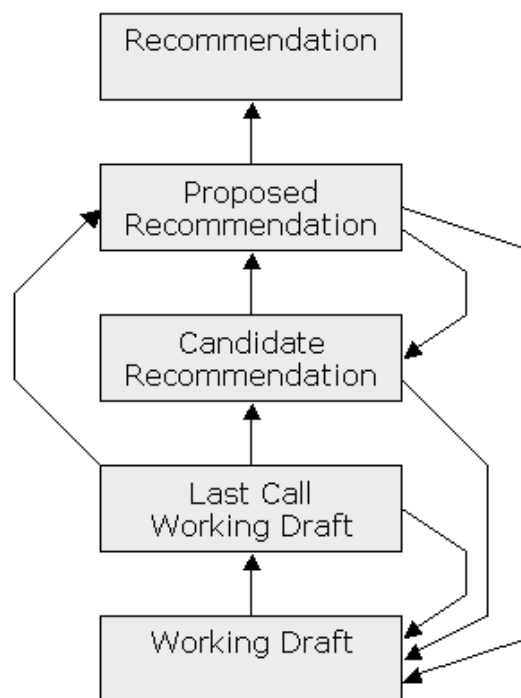 Recommendation
Proposed
Recommendation
Candidate
Recommendation
Last Call
Working Draft
Working Draft